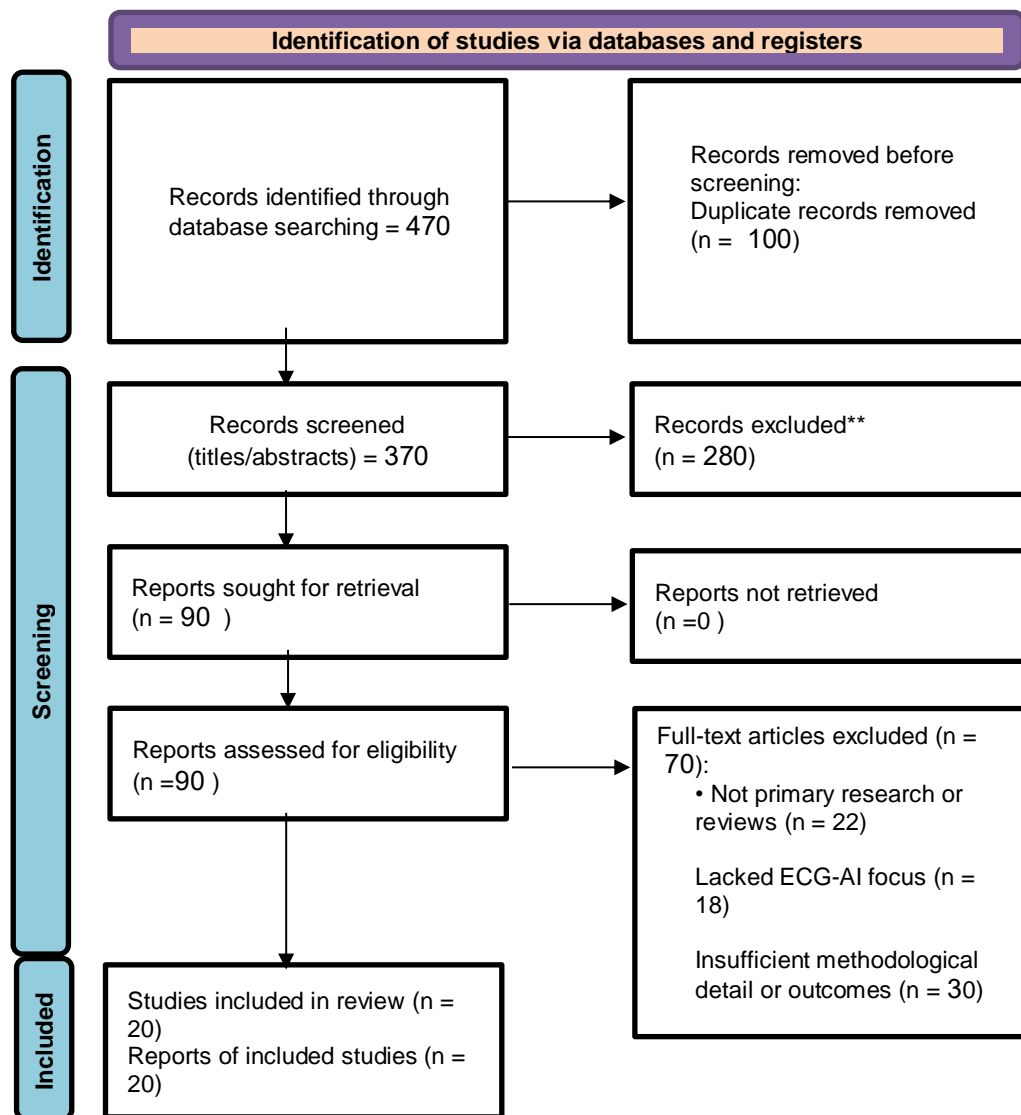 Identification of studies via databases and registers
Identification
Records identified through
database searching = 470
Records removed before
screening:
Duplicate records removed
(n = 100)
Screening
Records screened
(titles/abstracts) = 370
Records excluded**
(n = 280)
Reports sought for retrieval
(n = 90 )
Reports not retrieved
(n =0 )
Reports assessed for eligibility
(n =90 )
Full-text articles excluded (n =
70):
• Not primary research or
reviews (n = 22)
Lacked ECG-AI focus (n =
18)
Insufficient methodological
detail or outcomes (n = 30)
Included
Studies included in review (n =
20)
Reports of included studies (n =
20)